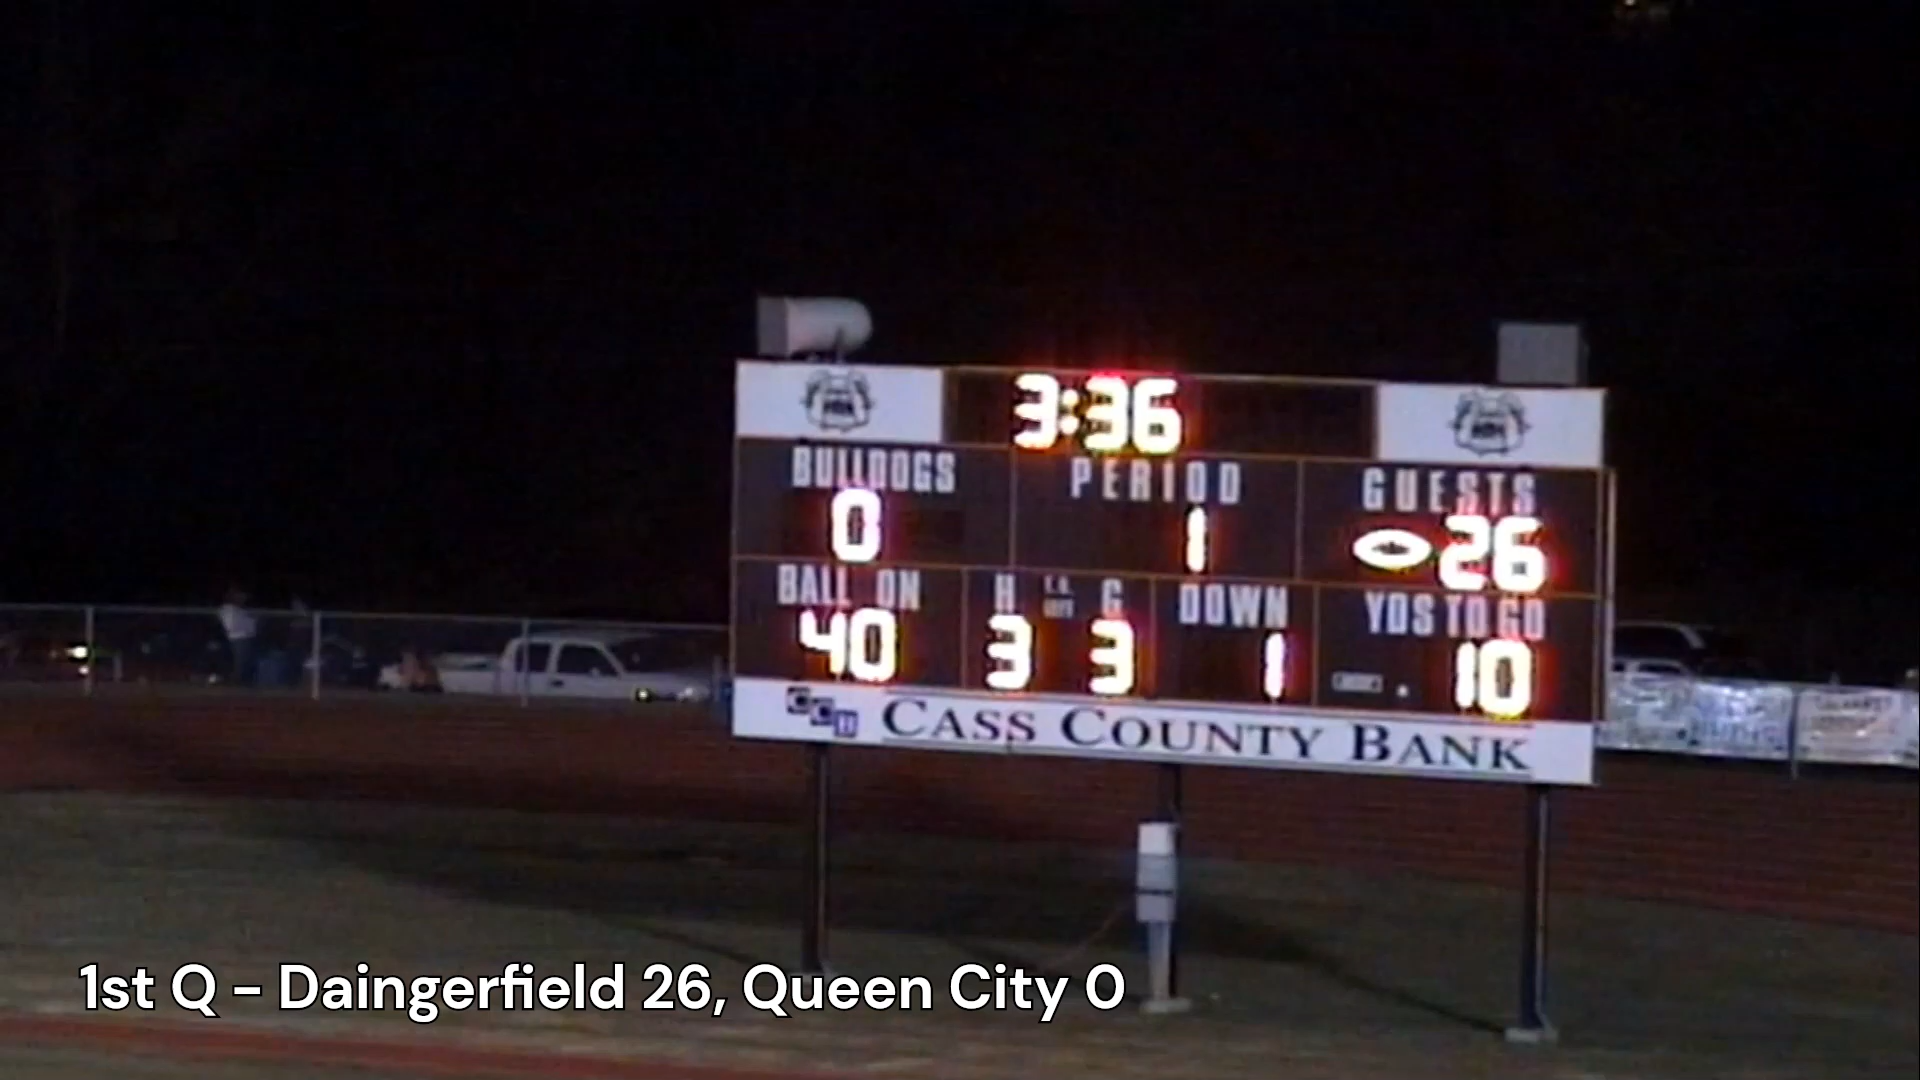 3:36
BULLDOGS PERIOD GUESTS
0 1 26
BALL ON H G DOWN YDS TO GO
40 3 3 1 10
CCB CASS COUNTY BANK
1st Q – Daingerfield 26, Queen City 0